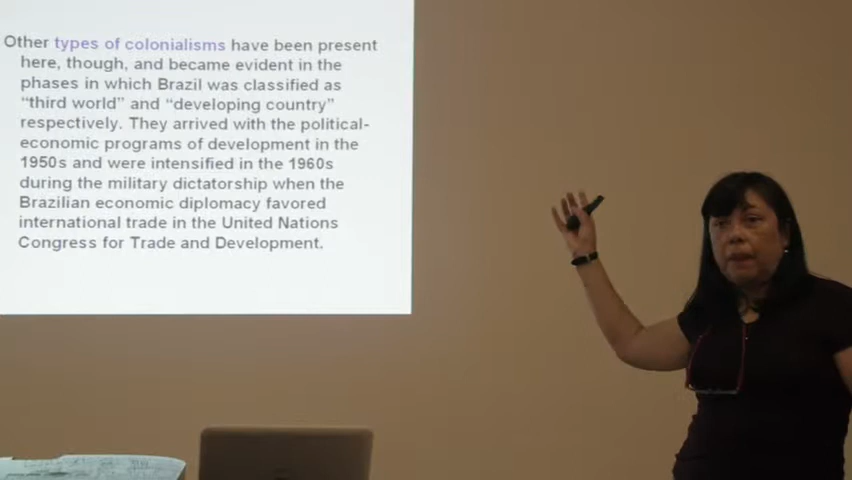 Other types of colonialisms have been present
here, though, and became evident in the
phases in which Brazil was classified as
“third world” and “developing country”
respectively. They arrived with the political-
economic programs of development in the
1950s and were intensified in the 1960s
during the military dictatorship when the
Brazilian economic diplomacy favored
international trade in the United Nations
Congress for Trade and Development.